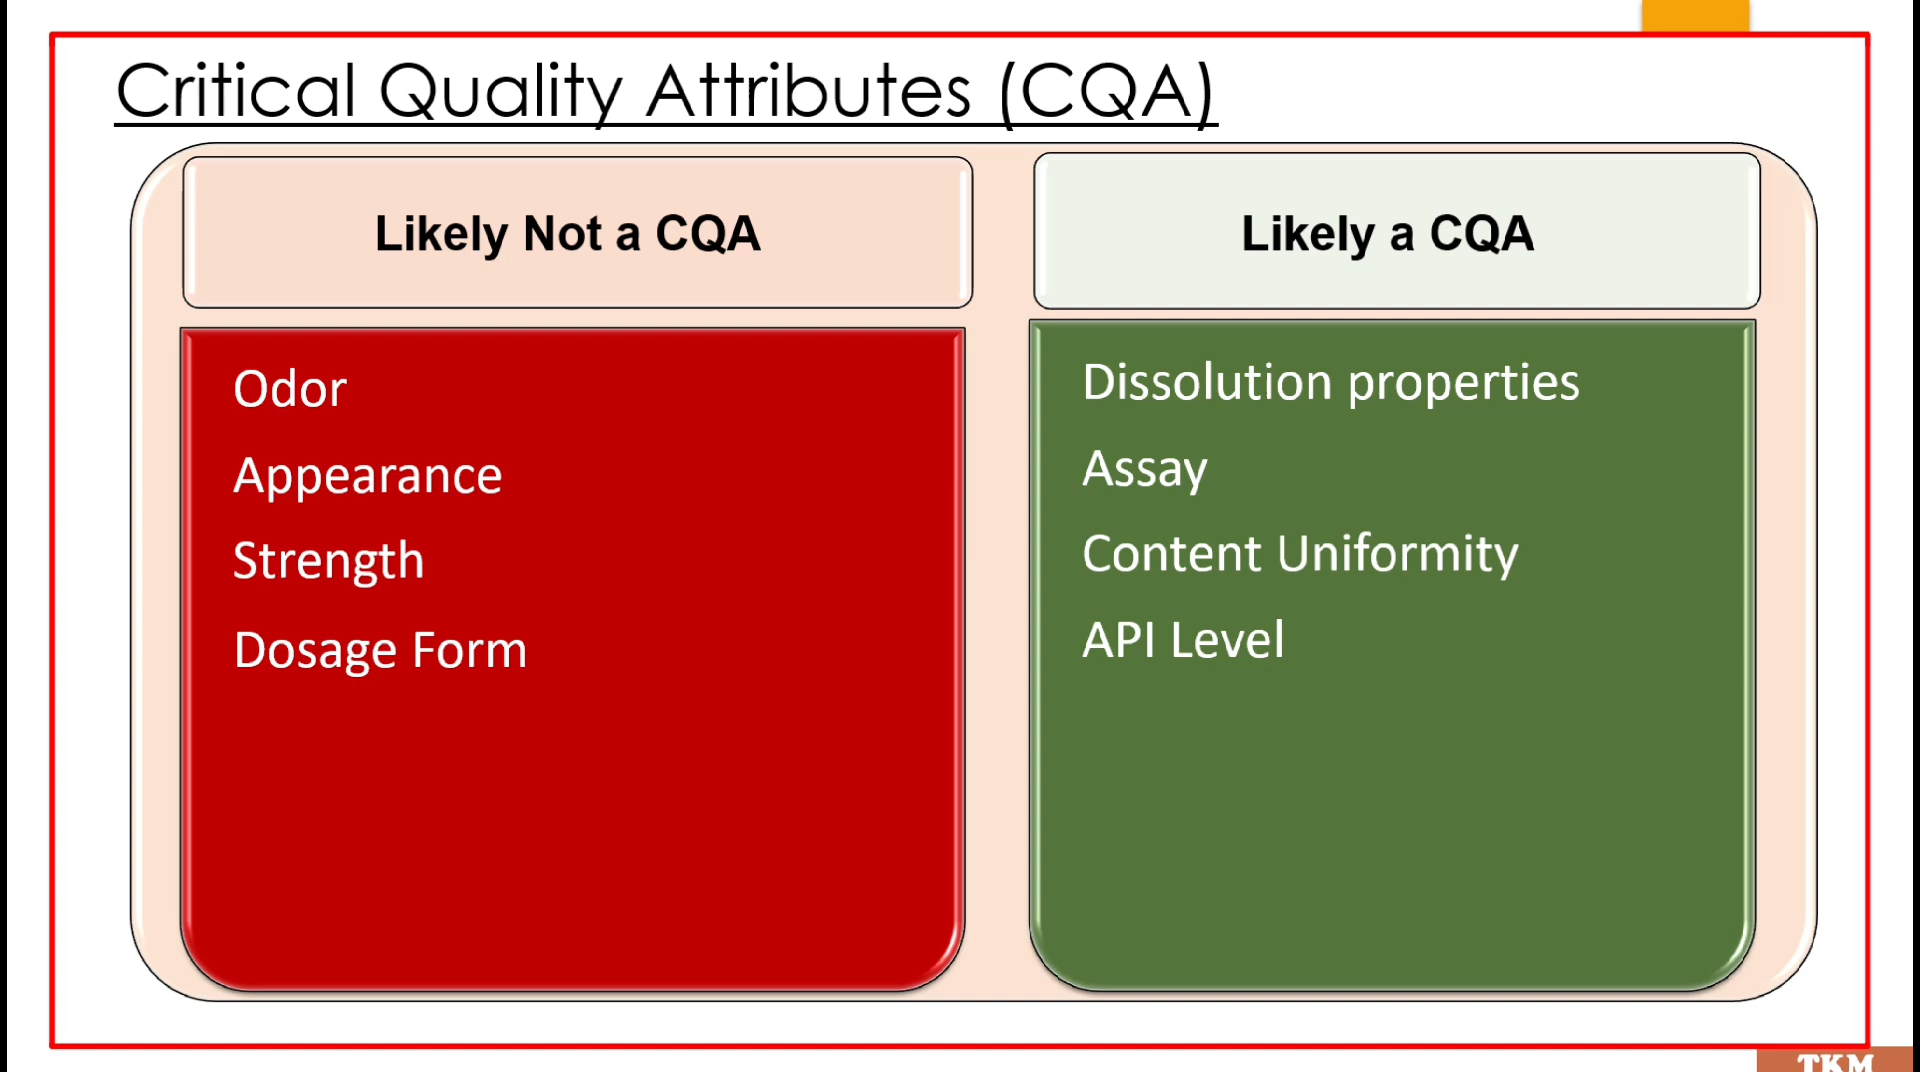 Critical Quality Attributes (CQA)
Likely Not a CQA
Odor
Appearance
Strength
Dosage Form
Likely a CQA
Dissolution properties
Assay
Content Uniformity
API Level
TKM